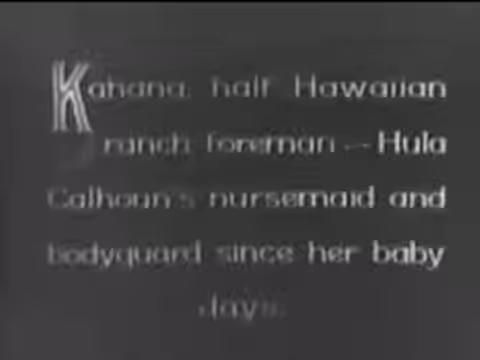 Kahana, half Hawaiian
ranch foreman — Hula
Calhoun's nursemaid and
bodyguard since her baby
days.